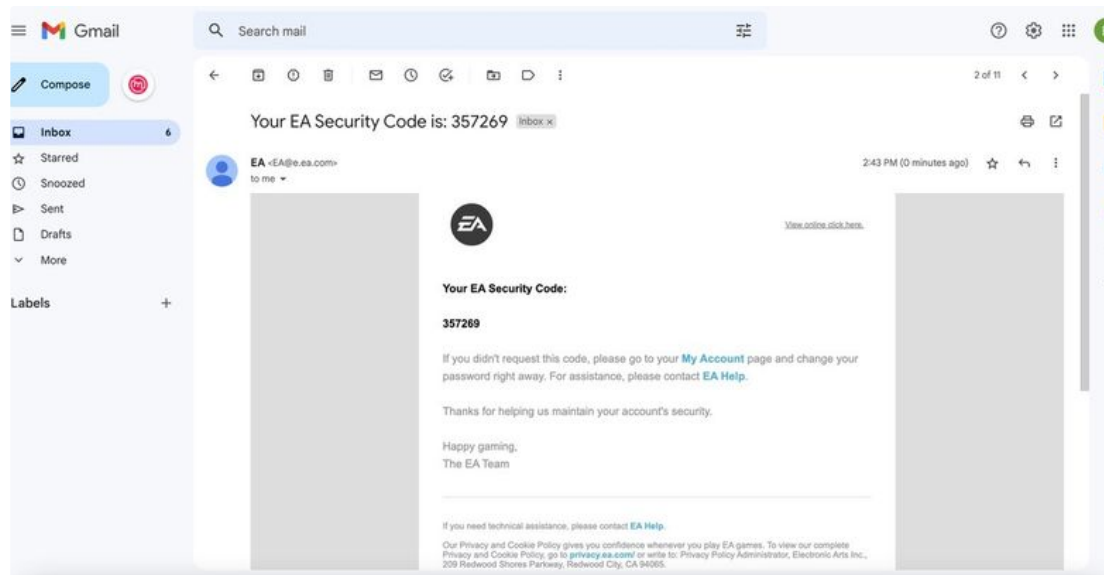 Gmail
Search mail
Compose
2 of 11
Inbox 6
Starred
Snoozed
Sent
Drafts
More
Labels
Your EA Security Code is: 357269 Inbox x
EA <EA@e.ea.com>
2:43 PM (0 minutes ago)
to me
EA
View online click here.
Your EA Security Code:
357269
If you didn't request this code, please go to your My Account page and change your
password right away. For assistance, please contact EA Help.
Thanks for helping us maintain your account's security.
Happy gaming,
The EA Team
If you need technical assistance, please contact EA Help.
Our Privacy and Cookie Policy gives you confidence whenever you play EA games. To view our complete
Privacy and Cookie Policy, go to privacy.ea.com/ or write to: Privacy Policy Administrator, Electronic Arts Inc.,
209 Redwood Shores Parkway, Redwood City, CA 94065.